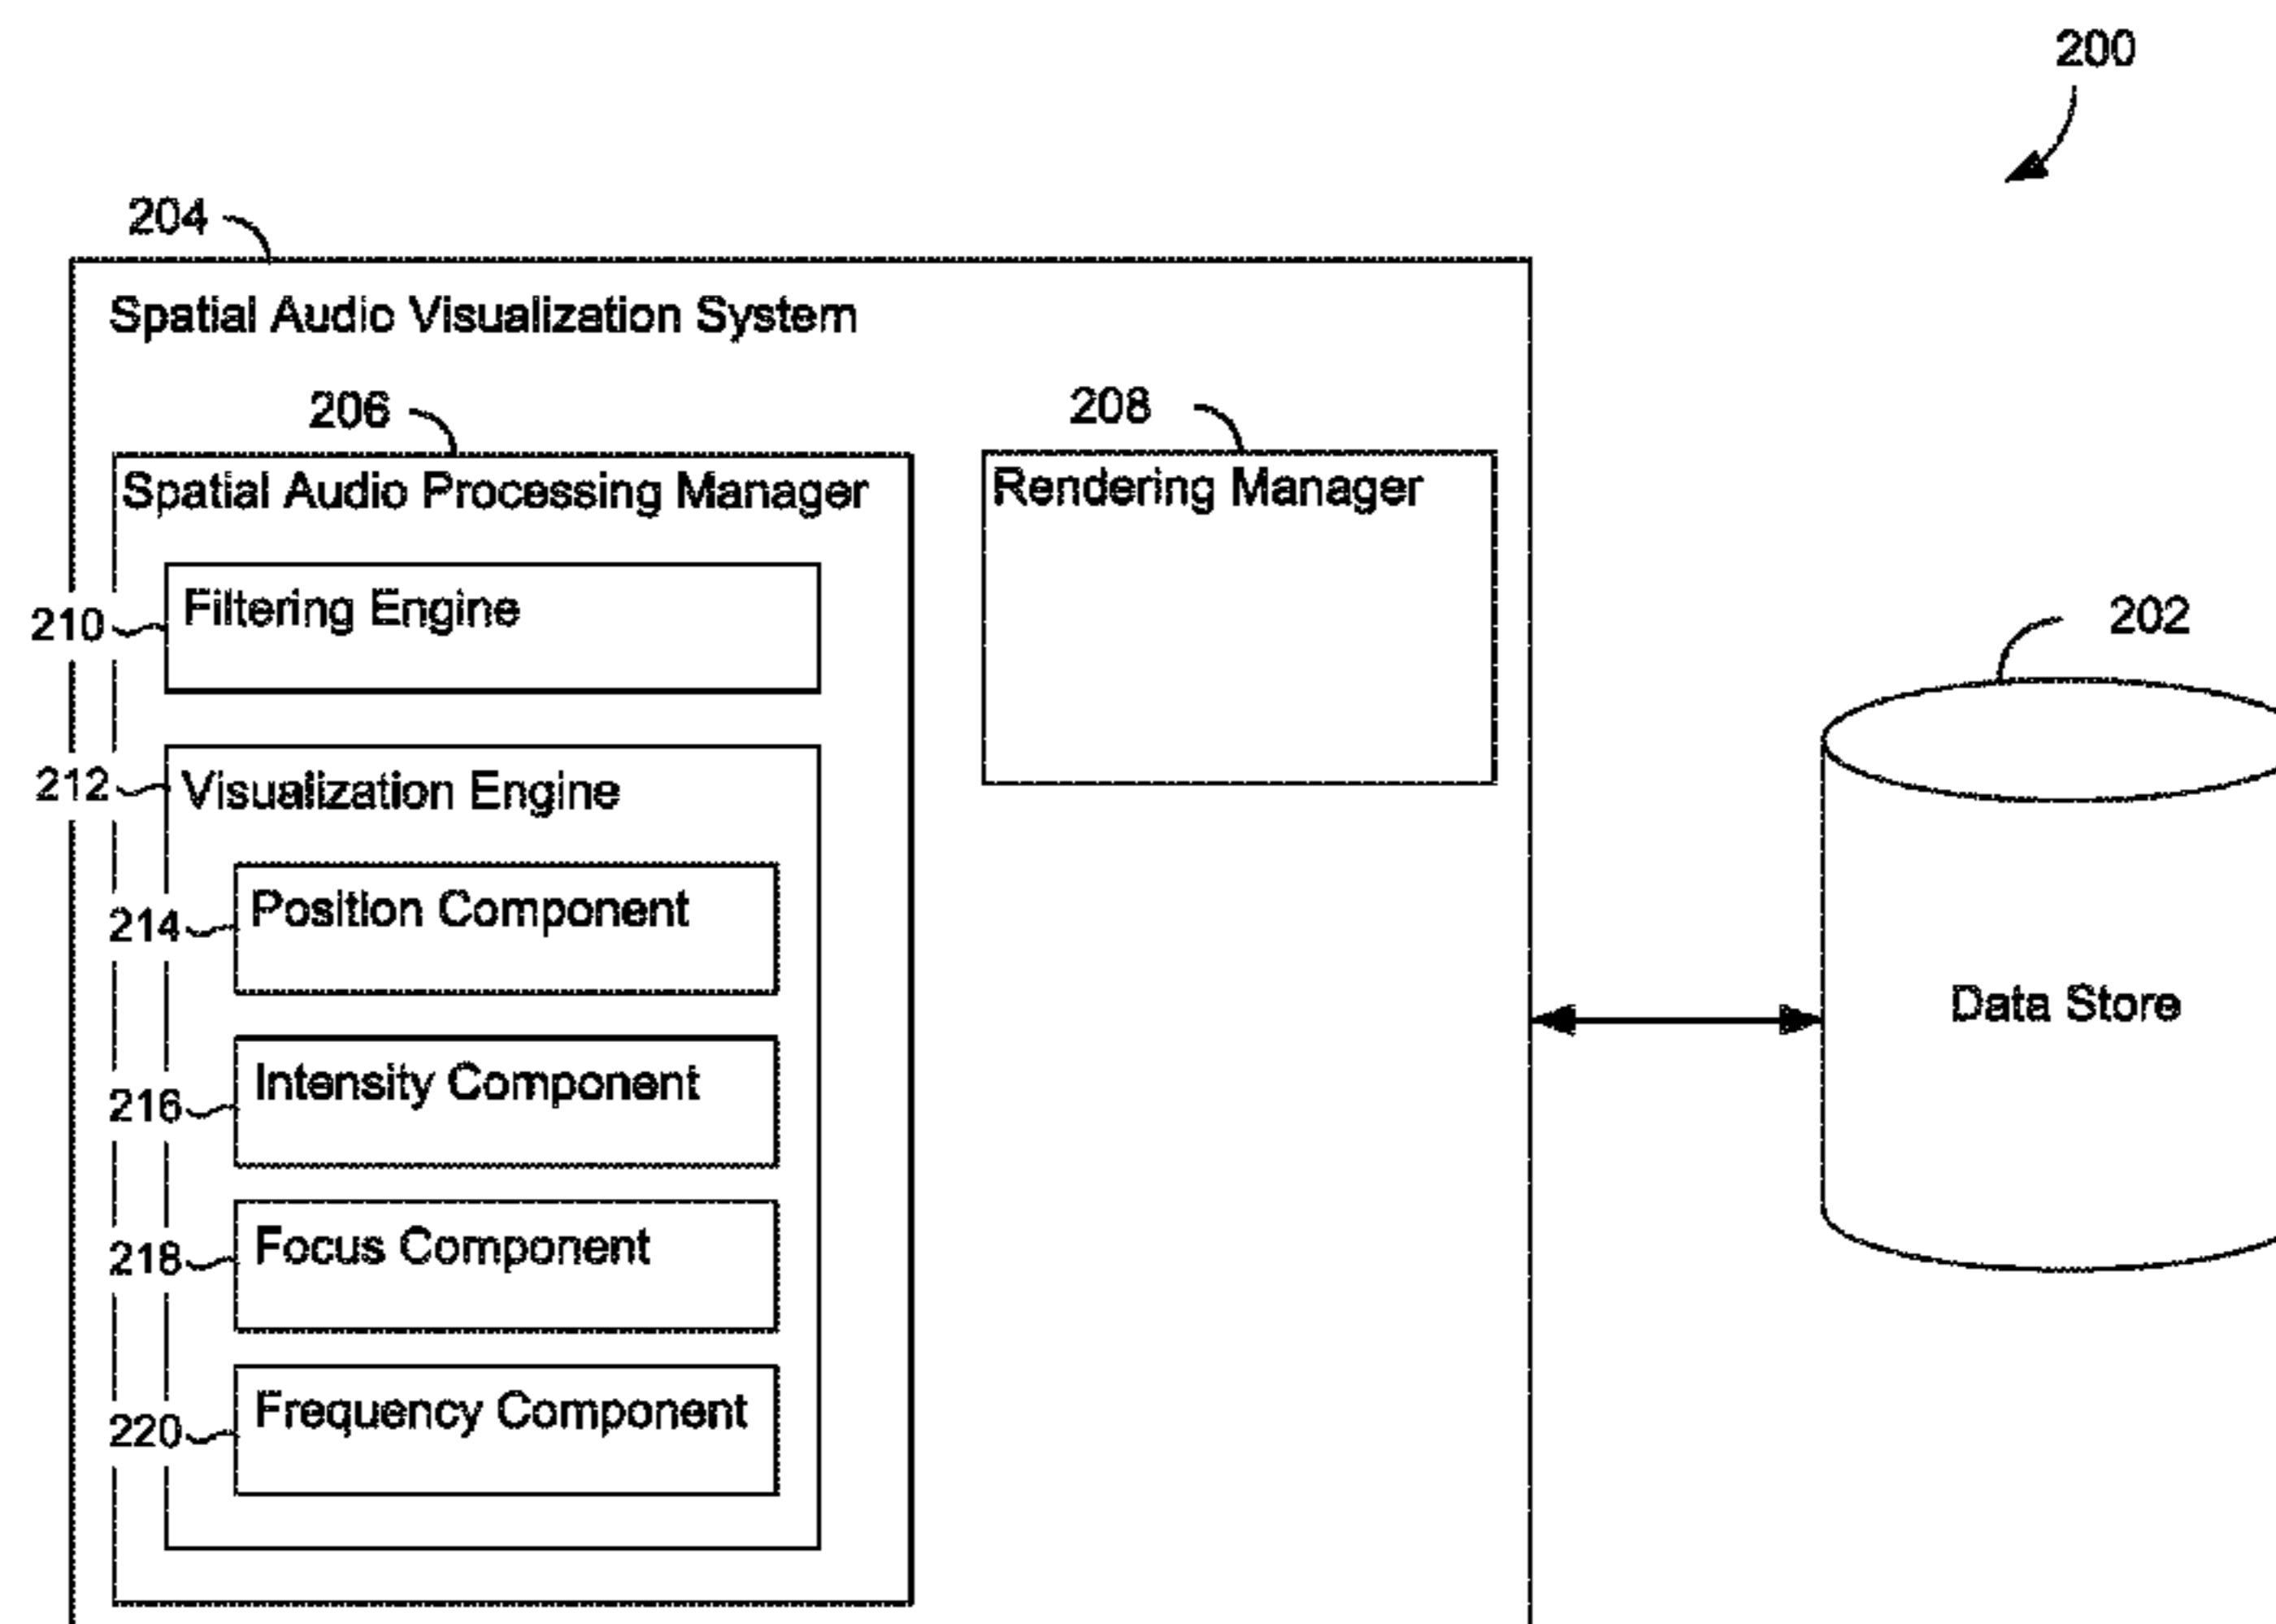 200
204
Spatial Audio Visualization System
206
208
Spatial Audio Processing Manager
Rendering Manager
210
Filtering Engine
202
212
Visualization Engine
214
Position Component
Data Store
216
Intensity Component
218
Focus Component
220
Frequency Component